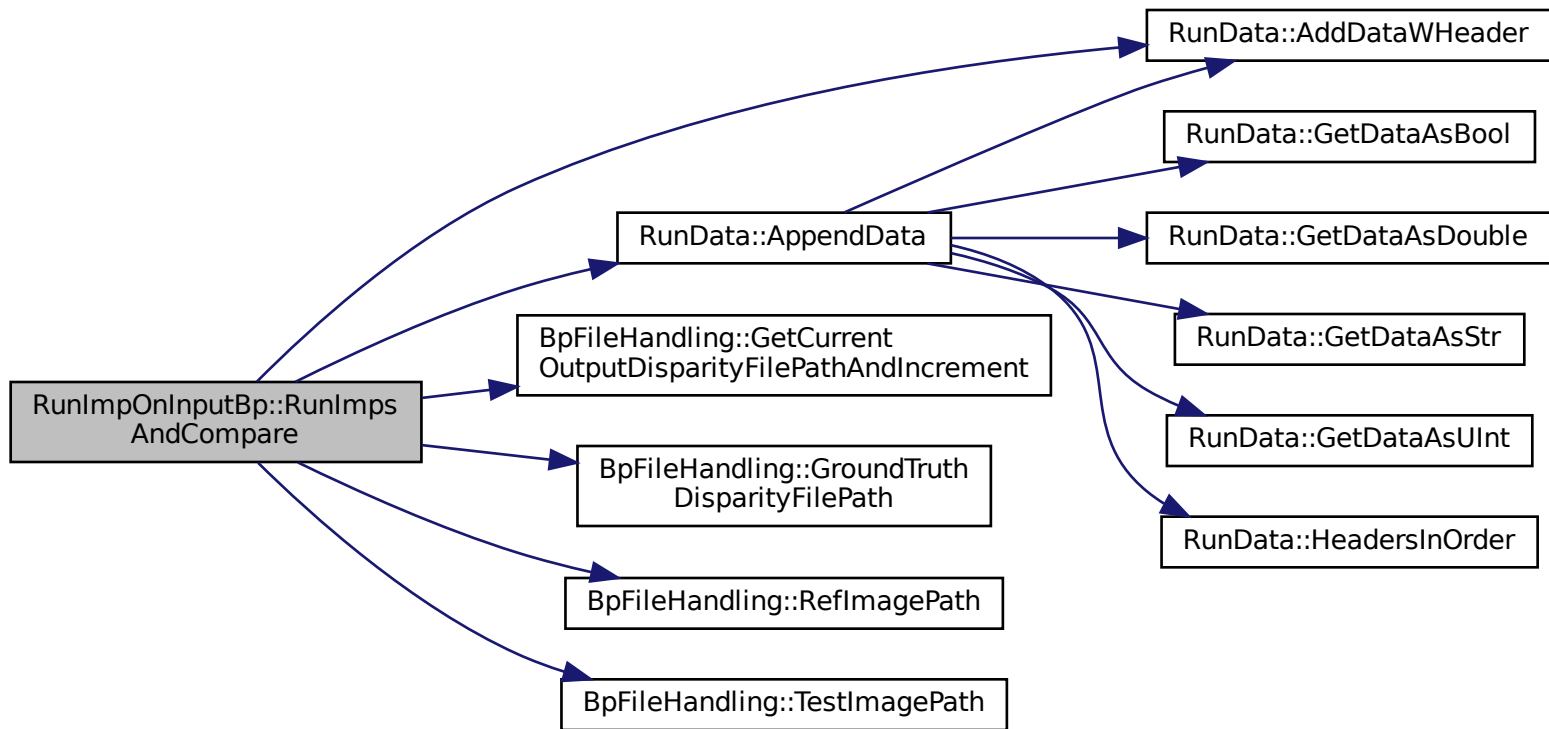 RunData::AddDataWHeader
RunData::GetDataAsBool
RunData::AppendData
RunData::GetDataAsDouble
RunData::GetDataAsStr
BpFileHandling::GetCurrent
OutputDisparityFilePathAndIncrement
RunImpOnInputBp::RunImps
AndCompare
RunData::GetDataAsUInt
BpFileHandling::GroundTruth
DisparityFilePath
RunData::HeadersInOrder
BpFileHandling::RefImagePath
BpFileHandling::TestImagePath